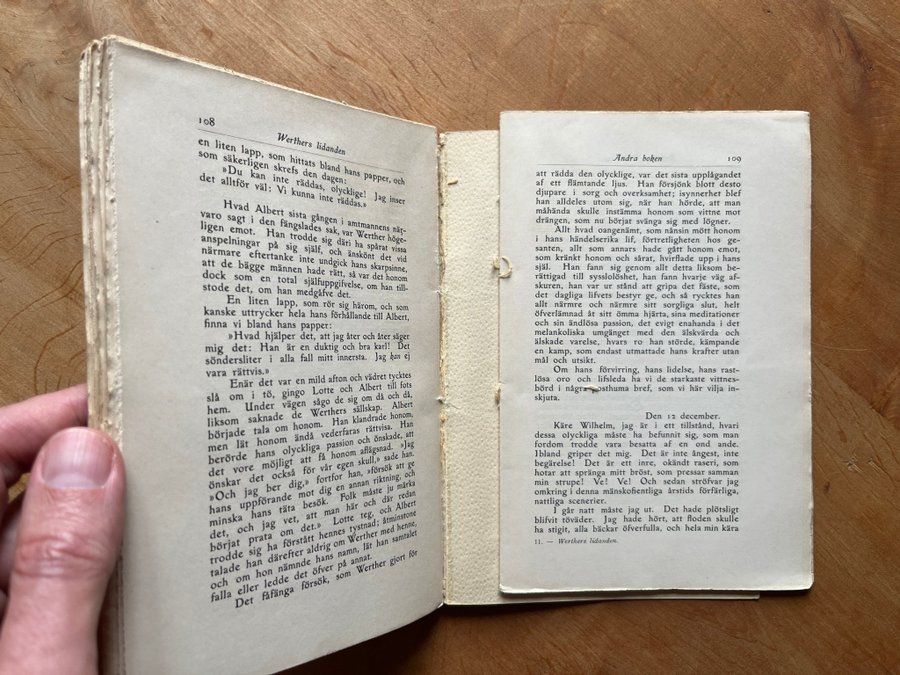 108
Werthers lidanden
en liten lapp, som hittats bland hans papper, och
som säkerligen skrefs den dagen:
»Du kan inte räddas, olycklige! Jag inser
det alltför väl: Vi kunna inte räddas.»
Hvad Albert sista gången i amtmannens när-
varo sagt i den fängslades sak, var Werther höge-
ligen emot. Han trodde sig däri ha spårat vissa
anspelningar på sig själf, och änskönt det vid
närmare eftertanke inte undgick hans skarpsinne,
att de bägge männen hade rätt, så var det honom
dock som en total själfuppgifvelse, om han till-
stode det, om han medgåfve det.
En liten lapp, som rör sig härom, och som
kanske uttrycker hela hans förhållande till Albert,
finna vi bland hans papper:
»Hvad hjälper det, att jag åter och åter säger
mig det: Han är en duktig och bra karl! Det
söndersliter i alla fall mitt innersta. Jag kan ej
vara rättvis.»
Enär det var en mild afton och vädret tycktes
slå om i tö, gingo Lotte och Albert till fots
hem. Under vägen sågo de sig om då och då,
liksom saknade de Werthers sällskap. Albert
började tala om honom. Han klandrade honom,
men lät honom ändå vederfaras rättvisa. Han
berörde hans olyckliga passion och önskade, att
det vore möjligt att få honom aflägsnad. »Jag
önskar det också för vår egen skull,» sade han.
»Och jag ber dig,» fortfor han, »försök att ge
hans uppförande mot dig en annan riktning, och
minska hans täta besök. Folk måste ju märka
det, och jag vet, att man här och där redan
börjat prata om det.» Lotte teg, och Albert
trodde sig ha förstått hennes tystnad; åtminstone
talade han därefter aldrig om Werther med henne,
och om hon nämnde hans namn, lät han samtalet
falla eller ledde det öfver på annat.
Det fåfänga försök, som Werther gjort för
Andra boken 109
att rädda den olycklige, var det sista upplågandet
af ett flämtande ljus. Han försjönk blott desto
djupare i sorg och overksamhet; isynnerhet blef
han alldeles utom sig, när han hörde, att man
måhända skulle instämma honom som vittne mot
drängen, som nu börjat svänga sig med lögner.
Allt hvad oangenämt, som nånsin mött honom
i hans händelserika lif, förtretligheten hos ge-
santen, allt som annars hade gått honom emot,
som kränkt honom och sårat, hvirflade upp i hans
själ. Han fann sig genom allt detta liksom be-
rättigad till sysslolöshet, han fann hvarje väg af-
skuren, han var ur stånd att gripa det fäste, som
det dagliga lifvets bestyr ge, och så rycktes han
allt närmre och närmre sitt sorgliga slut, helt
öfverlämnad åt sitt ömma hjärta, sina meditationer
och sin ändlösa passion, det evigt enahanda i det
melankoliska umgänget med den älskvärda och
älskade varelse, hvars ro han störde, kämpande
en kamp, som endast utmattade hans krafter utan
mål och utsikt.
Om hans förvirring, hans lidelse, hans rast-
lösa oro och lifsleda ha vi de starkaste vittnes-
börd i några posthuma bref, som vi här vilja in-
skjuta.
Den 12 december.
Käre Wilhelm, jag är i ett tillstånd, hvari
dessa olyckliga måste ha befunnit sig, som man
fordom trodde vara besatta af en ond ande.
Ibland griper det mig. Det är ingen ångest, inte
begärelse! Det är ett inre, okändt raseri, som
hotar att spränga mitt bröst, som pressar samman
min strupe! Ve! Ve! Och sedan ströfvar jag
omkring i denna mänskofientliga årstids förfärliga,
nattliga scenerier.
I går natt måste jag ut. Det hade plötsligt
blifvit töväder. Jag hade hört, att floden skulle
ha stigit, alla bäckar öfverfulla, och hela min kära
11. — Werthers lidanden.